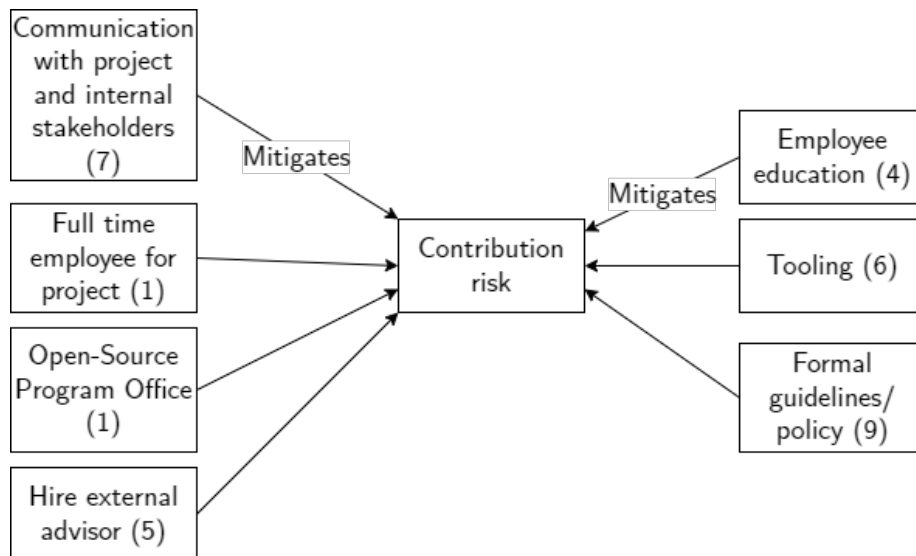 Communication
with project
and internal
stakeholders
(7)
Mitigates
Full time
employee for
project (1)
Open-Source
Program Office
(1)
Hire external
advisor (5)
Contribution
risk
Mitigates
Employee
education (4)
Tooling (6)
Formal
guidelines/
policy (9)